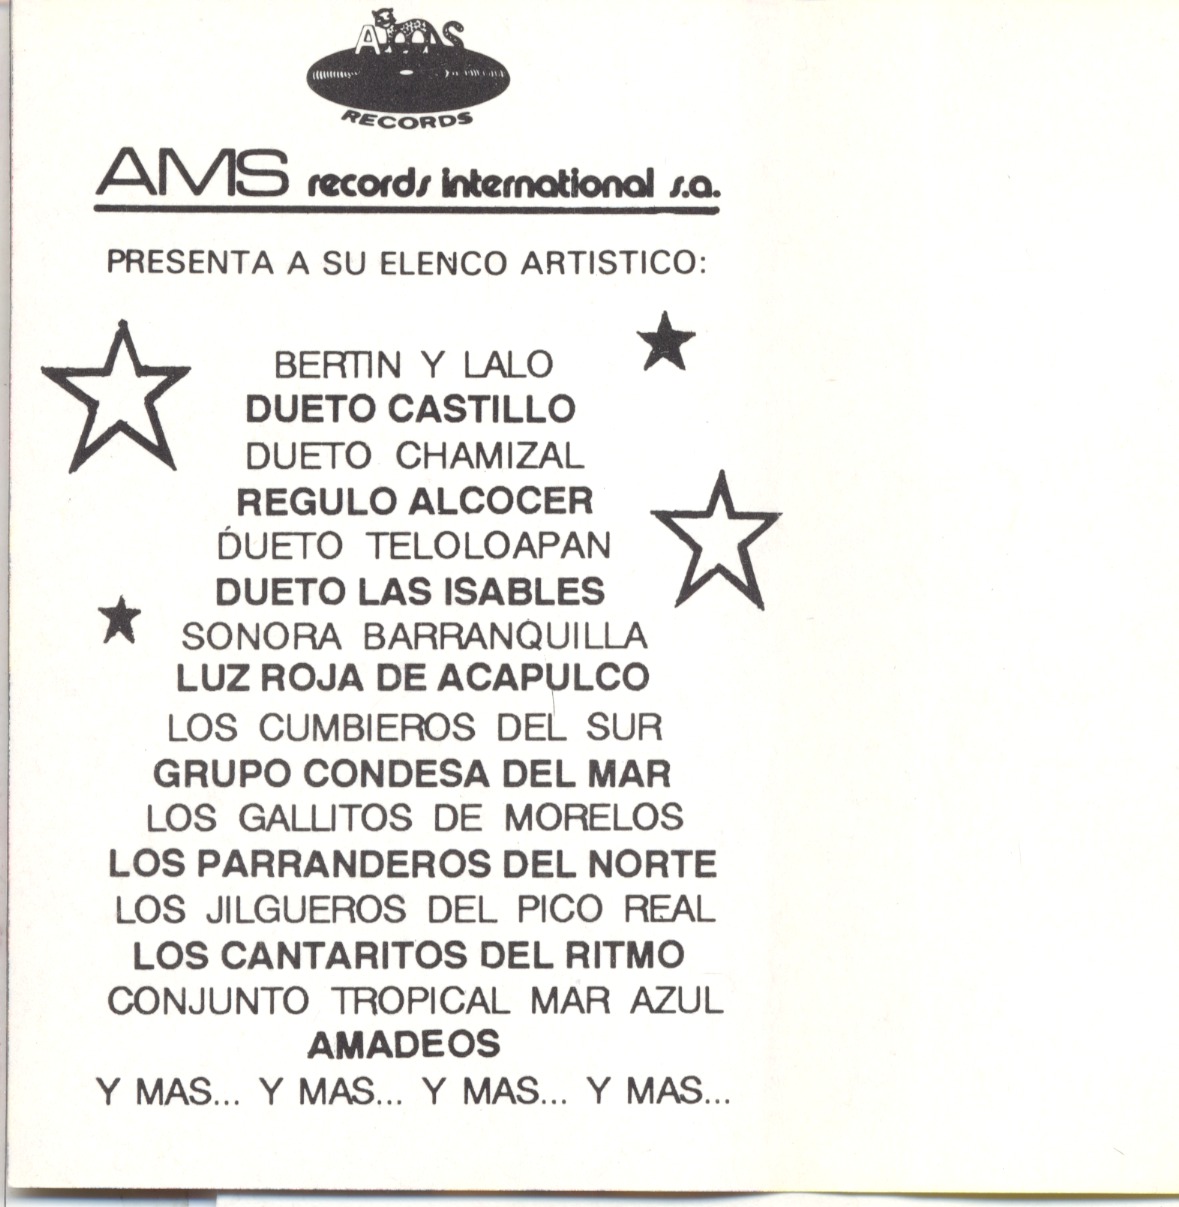 AMS
RECORDS
AMS records international s.a.
PRESENTA A SU ELENCO ARTISTICO:
BERTIN Y LALO
DUETO CASTILLO
DUETO CHAMIZAL
REGULO ALCOCER
DUETO TELOLOAPAN
DUETO LAS ISABLES
SONORA BARRANQUILLA
LUZ ROJA DE ACAPULCO
LOS CUMBIEROS DEL SUR
GRUPO CONDESA DEL MAR
LOS GALLITOS DE MORELOS
LOS PARRANDEROS DEL NORTE
LOS JILGUEROS DEL PICO REAL
LOS CANTARITOS DEL RITMO
CONJUNTO TROPICAL MAR AZUL
AMADEOS
Y MAS... Y MAS... Y MAS... Y MAS...